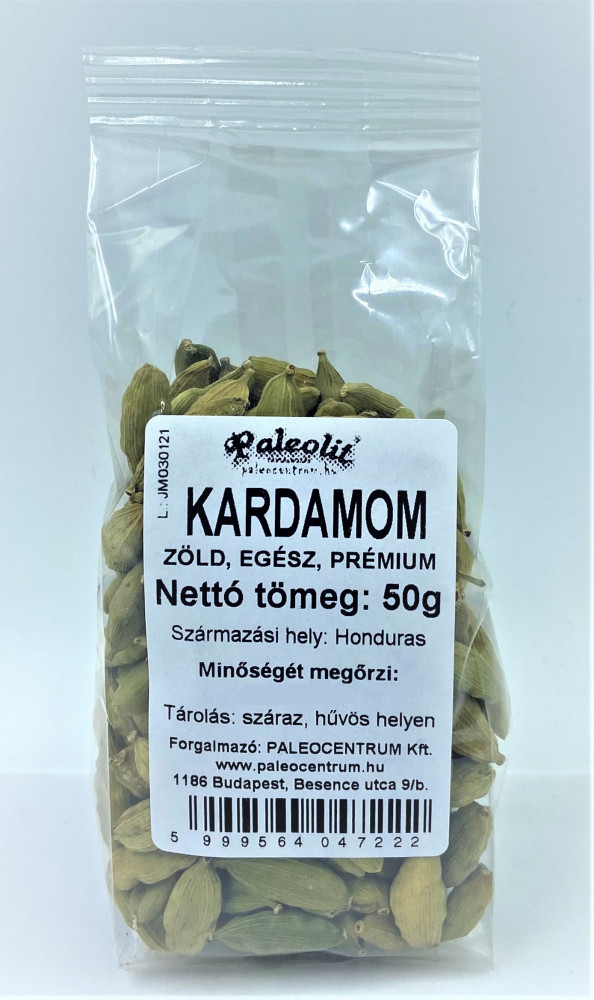 L.: JM030121
Paleolit
paleocentrum.hu
KARDAMOM
ZÖLD, EGÉSZ, PRÉMIUM
Nettó tömeg: 50g
Származási hely: Honduras
Minőségét megőrzi:
Tárolás: száraz, hűvös helyen
Forgalmazó: PALEOCENTRUM Kft.
www.paleocentrum.hu
1186 Budapest, Besence utca 9/b.
5 999564 047222